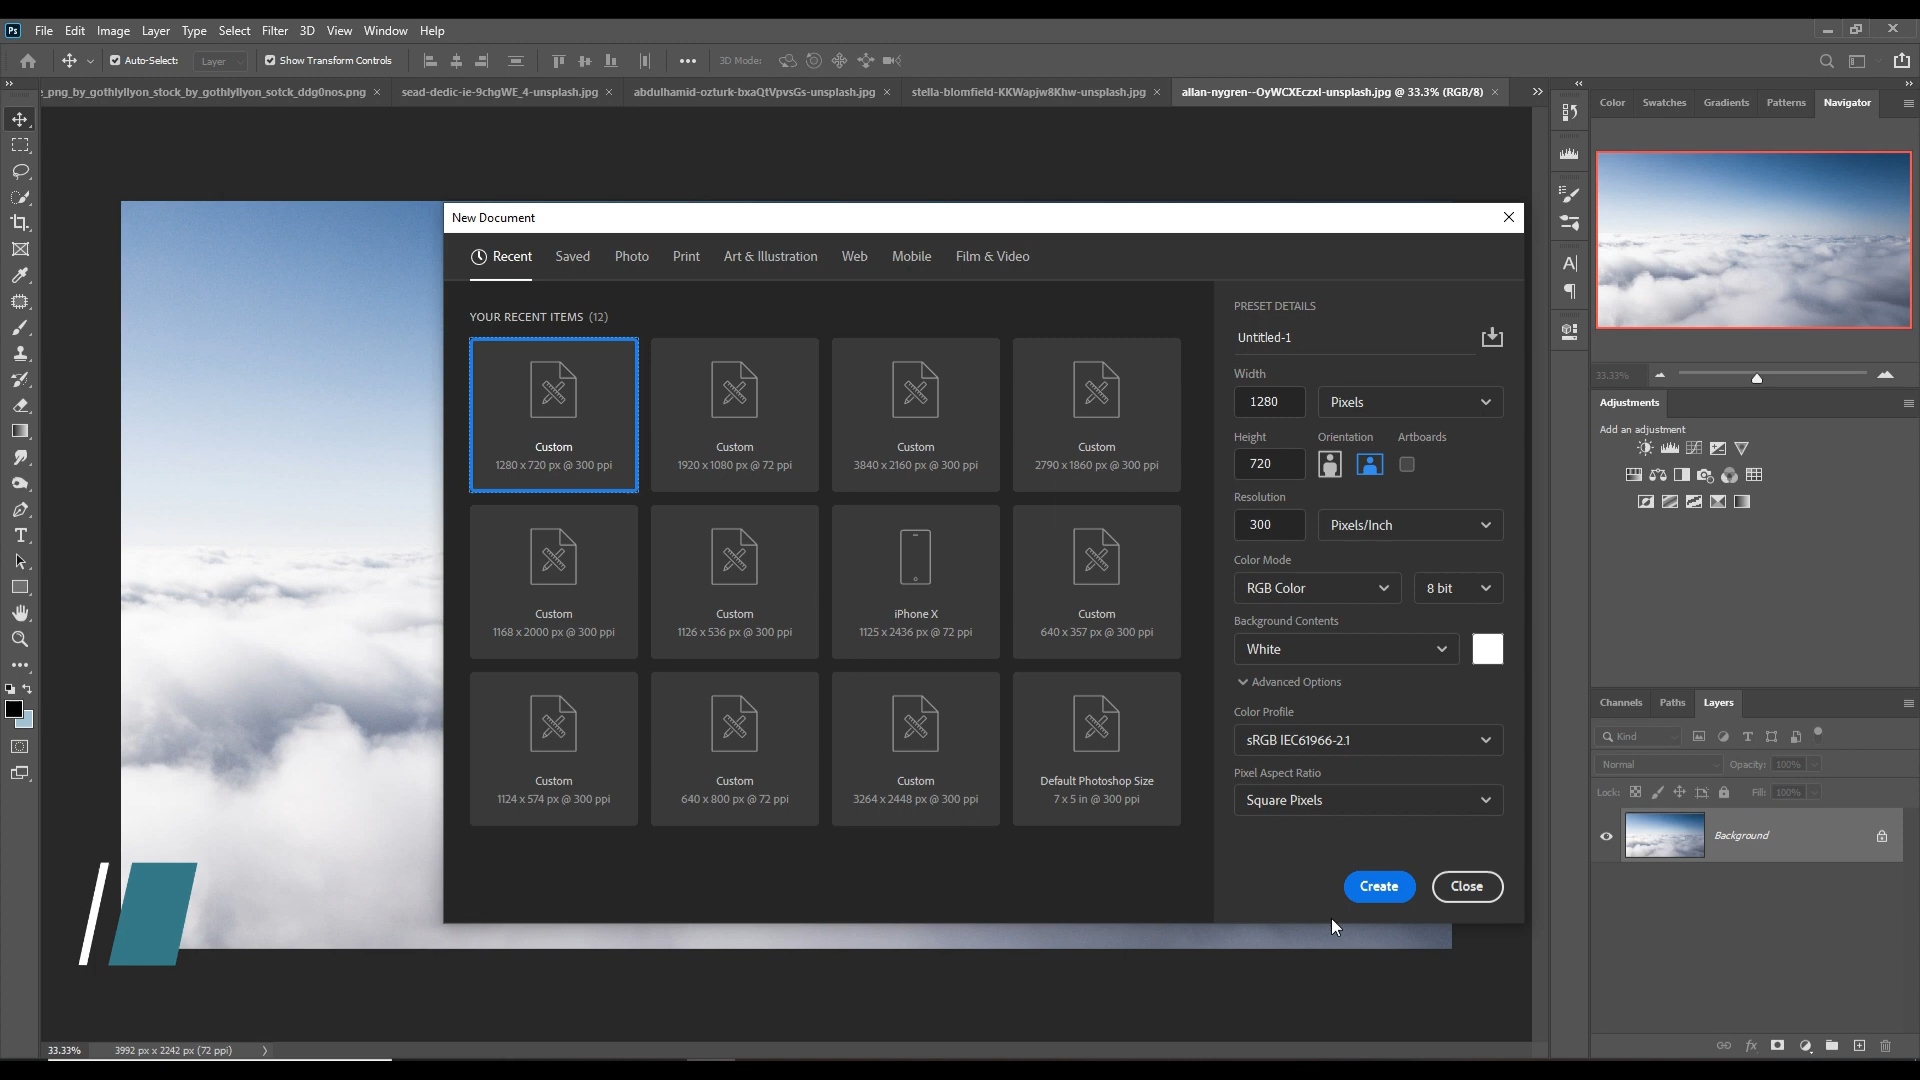 Ps File Edit Image Layer Type Select Filter 3D View Window Help
Auto-Select: Layer Show Transform Controls 3D Mode:
_png_by_gothlyllyon_stock_by_gothlyllyon_sotck_ddg0nos.png × sead-dedic-ie-9chgWE_4-unsplash.jpg × abdulhamid-ozturk-bxaQtVpvsGs-unsplash.jpg × stella-blomfield-KKWapjw8Khw-unsplash.jpg × allan-nygren--OyWCXEczxI-unsplash.jpg @ 33.3% (RGB/8) ×
Color Swatches Gradients Patterns Navigator
New Document
Recent Saved Photo Print Art & Illustration Web Mobile Film & Video
YOUR RECENT ITEMS (12)
Custom
1280 x 720 px @ 300 ppi
Custom
1920 x 1080 px @ 72 ppi
Custom
3840 x 2160 px @ 300 ppi
Custom
2790 x 1860 px @ 300 ppi
Custom
1168 x 2000 px @ 300 ppi
Custom
1126 x 536 px @ 300 ppi
iPhone X
1125 x 2436 px @ 72 ppi
Custom
640 x 357 px @ 300 ppi
Custom
1124 x 574 px @ 300 ppi
Custom
640 x 800 px @ 72 ppi
Custom
3264 x 2448 px @ 300 ppi
Default Photoshop Size
7 x 5 in @ 300 ppi
PRESET DETAILS
Untitled-1
Width
1280 Pixels
Height Orientation Artboards
720
Resolution
300 Pixels/Inch
Color Mode
RGB Color 8 bit
Background Contents
White
Advanced Options
Color Profile
sRGB IEC61966-2.1
Pixel Aspect Ratio
Square Pixels
Create Close
33.33%
Adjustments
Add an adjustment
Channels Paths Layers
Kind
Normal Opacity: 100%
Lock: Fill: 100%
Background
33.33% 3992 px x 2242 px (72 ppi)